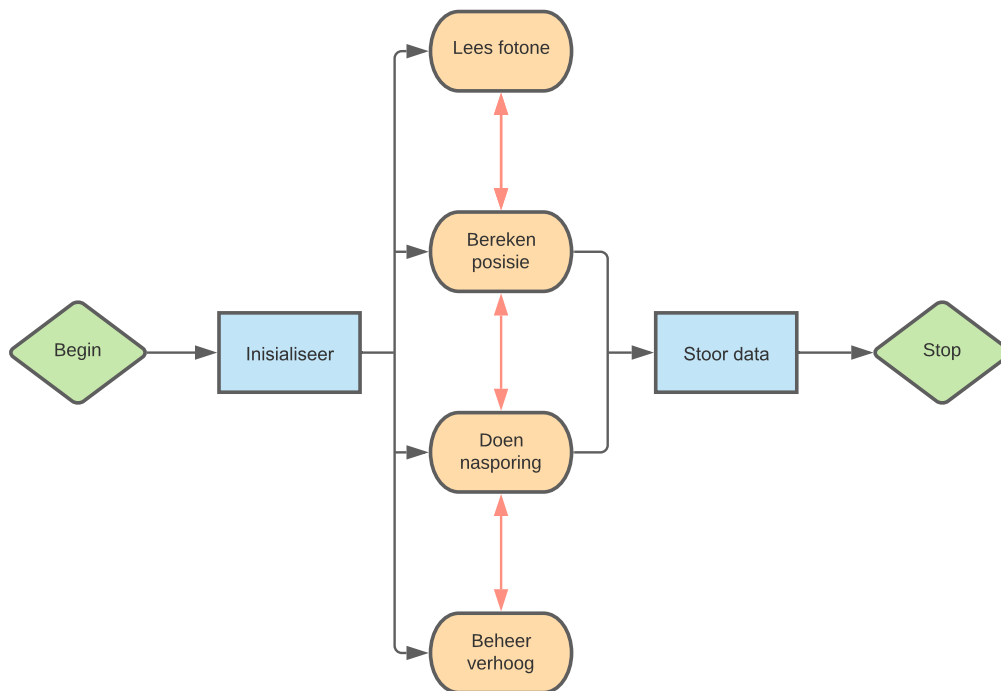 Begin
Inisialiseer
Lees fotone
Bereken
posisie
Doen
nasporing
Beheer
verhoog
Stoor data
Stop